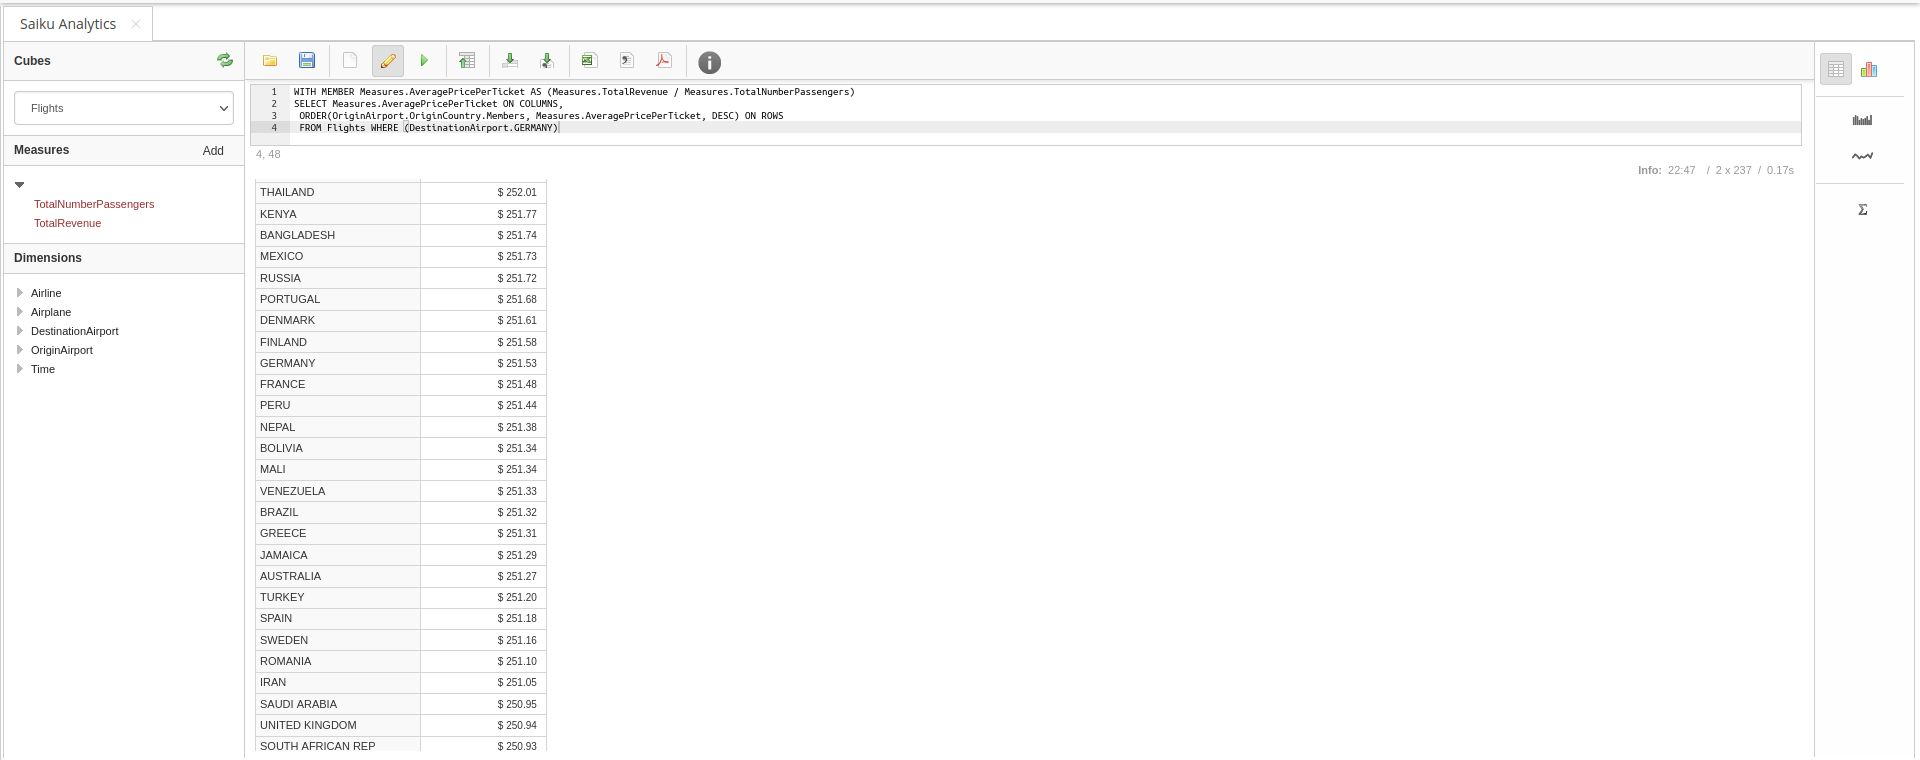 Saiku Analytics
Cubes
Flights
Measures Add
TotalNumberPassengers
TotalRevenue
Dimensions
Airline
Airplane
DestinationAirport
OriginAirport
Time
1 WITH MEMBER Measures.AveragePricePerTicket AS (Measures.TotalRevenue / Measures.TotalNumberPassengers)
2 SELECT Measures.AveragePricePerTicket ON COLUMNS,
3 ORDER(OriginAirport.OriginCountry.Members, Measures.AveragePricePerTicket, DESC) ON ROWS
4 FROM Flights WHERE (DestinationAirport.GERMANY)
4, 48
Info: 22:47 / 2 x 237 / 0.17s
THAILAND $ 252.01
KENYA $ 251.77
BANGLADESH $ 251.74
MEXICO $ 251.73
RUSSIA $ 251.72
PORTUGAL $ 251.68
DENMARK $ 251.61
FINLAND $ 251.58
GERMANY $ 251.53
FRANCE $ 251.48
PERU $ 251.44
NEPAL $ 251.38
BOLIVIA $ 251.34
MALI $ 251.34
VENEZUELA $ 251.33
BRAZIL $ 251.32
GREECE $ 251.31
JAMAICA $ 251.29
AUSTRALIA $ 251.27
TURKEY $ 251.20
SPAIN $ 251.18
SWEDEN $ 251.16
ROMANIA $ 251.10
IRAN $ 251.05
SAUDI ARABIA $ 250.95
UNITED KINGDOM $ 250.94
SOUTH AFRICAN REP $ 250.93
Σ